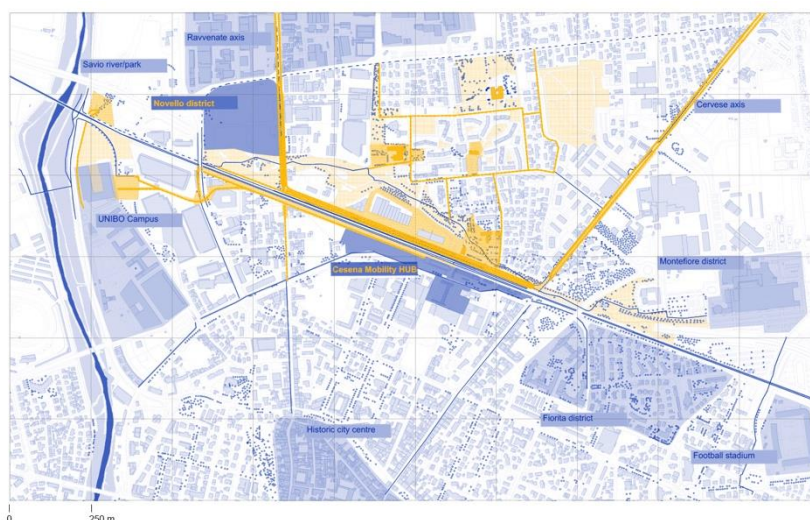 Ravvenate axis
Savio river/park
Novello district
Cervese axis
UNIBO Campus
Montefiore district
Cesena Mobility HUB
Fiorita district
Historic city centre
Football stadium
0 250 m